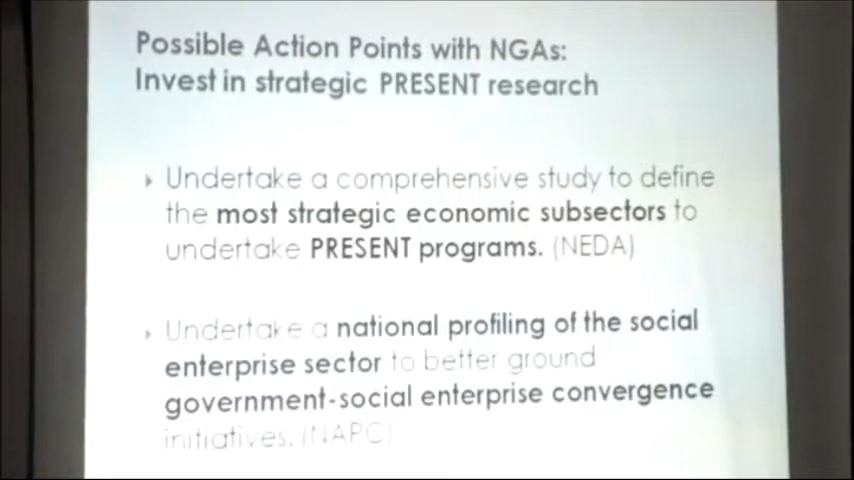 Possible Action Points with NGAs:
Invest in strategic PRESENT research
Undertake a comprehensive study to define
the most strategic economic subsectors to
undertake PRESENT programs. (NEDA)
Undertake a national profiling of the social
enterprise sector to better ground
government-social enterprise convergence
initiatives. (NAPC)